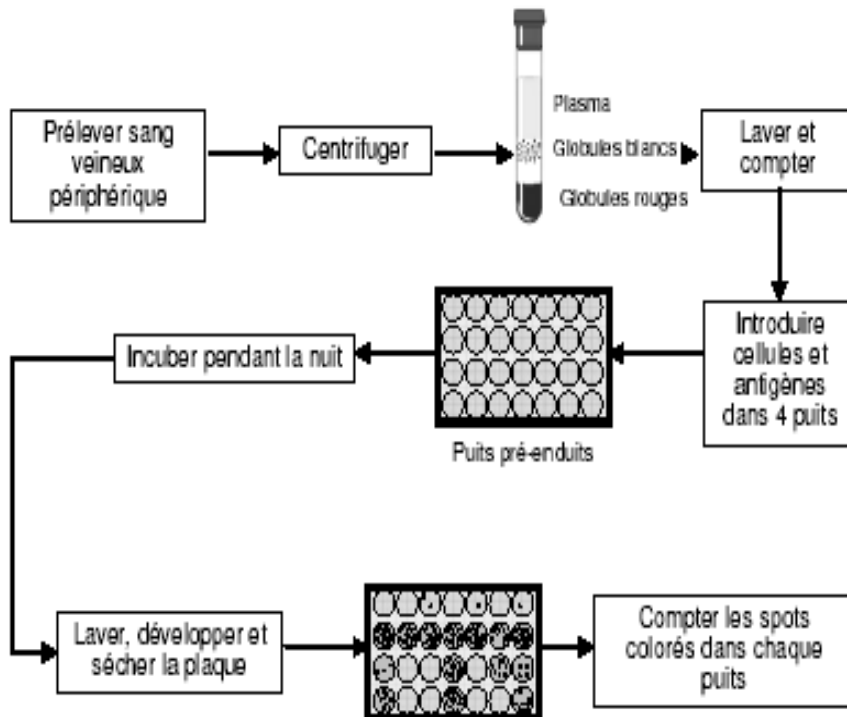 Prélever sang
veineux
périphérique
Centrifuger
Plasma
Globules blancs
Globules rouges
Laver et
compter
Introduire
cellules et
antigènes
dans 4 puits
Puits pré-enduits
Incuber pendant la nuit
Laver, développer et
sécher la plaque
Compter les spots
colorés dans chaque
puits